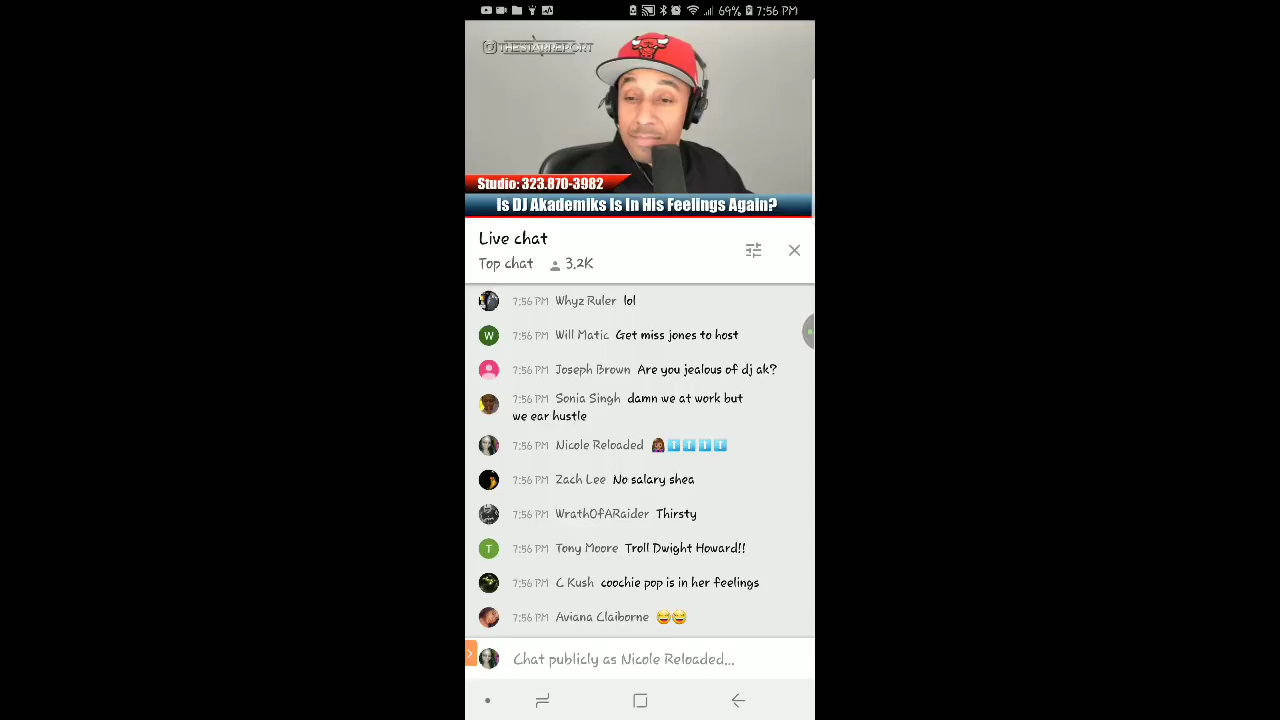 69% 7:56 PM
THESTARREPORT
Studio: 323.870-3982
Is DJ Akademiks Is In His Feelings Again?
Live chat
Top chat 3.2K
7:56 PM Whyz Ruler lol
W 7:56 PM Will Matic Get miss jones to host
7:56 PM Joseph Brown Are you jealous of dj ak?
7:56 PM Sonia Singh damn we at work but
we ear hustle
7:56 PM Nicole Reloaded
7:56 PM Zach Lee No salary shea
7:56 PM WrathOfARaider Thirsty
T 7:56 PM Tony Moore Troll Dwight Howard!!
7:56 PM C Kush coochie pop is in her feelings
7:56 PM Aviana Claiborne 😂😂
Chat publicly as Nicole Reloaded...